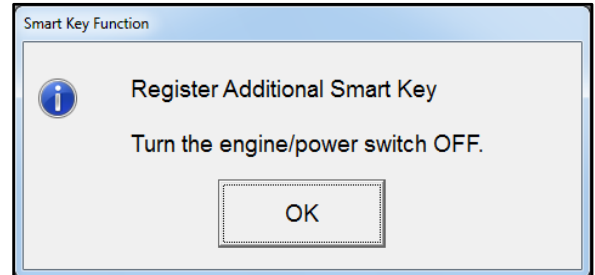 Smart Key Function
Register Additional Smart Key
Turn the engine/power switch OFF.
OK